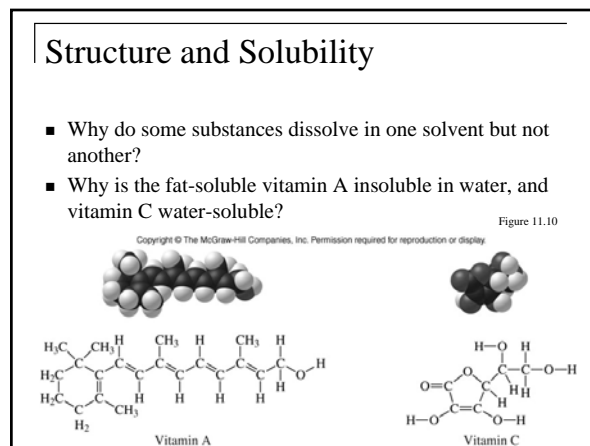 Structure and Solubility
■ Why do some substances dissolve in one solvent but not
another?
■ Why is the fat-soluble vitamin A insoluble in water, and
vitamin C water-soluble?
Figure 11.10
Copyright © The McGraw-Hill Companies, Inc. Permission required for reproduction or display.
H₃C CH₃ H CH₃ H CH₃ H
H₂C C C C C C C C C C C H
H₂C C C C C C H O
C CH₃ H H H H H
H₂
Vitamin A
H O H
C C O H
O C O C H H
C C H
H O O H
Vitamin C